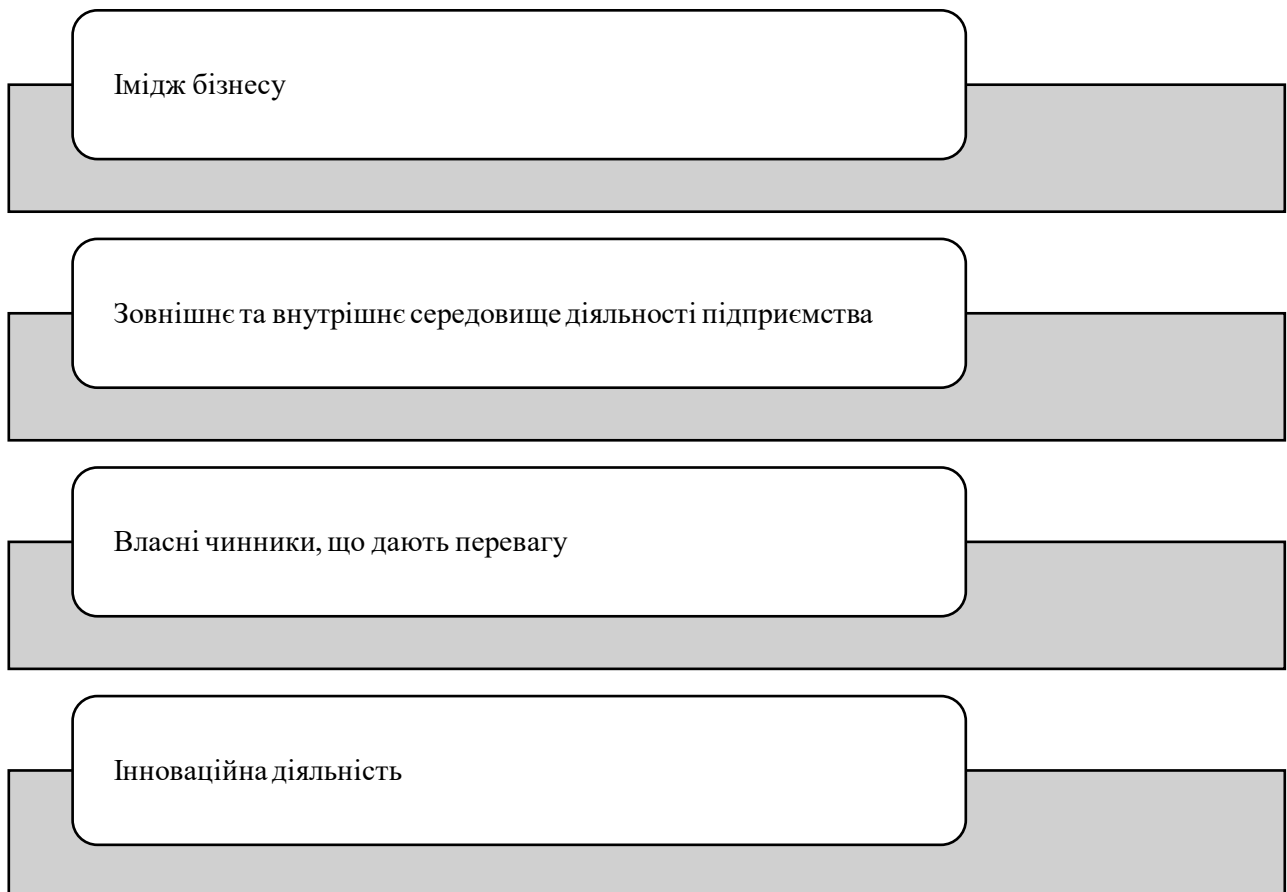 Імідж бізнесу
Зовнішнє та внутрішнє середовище діяльності підприємства
Власні чинники, що дають перевагу
Інноваційна діяльність